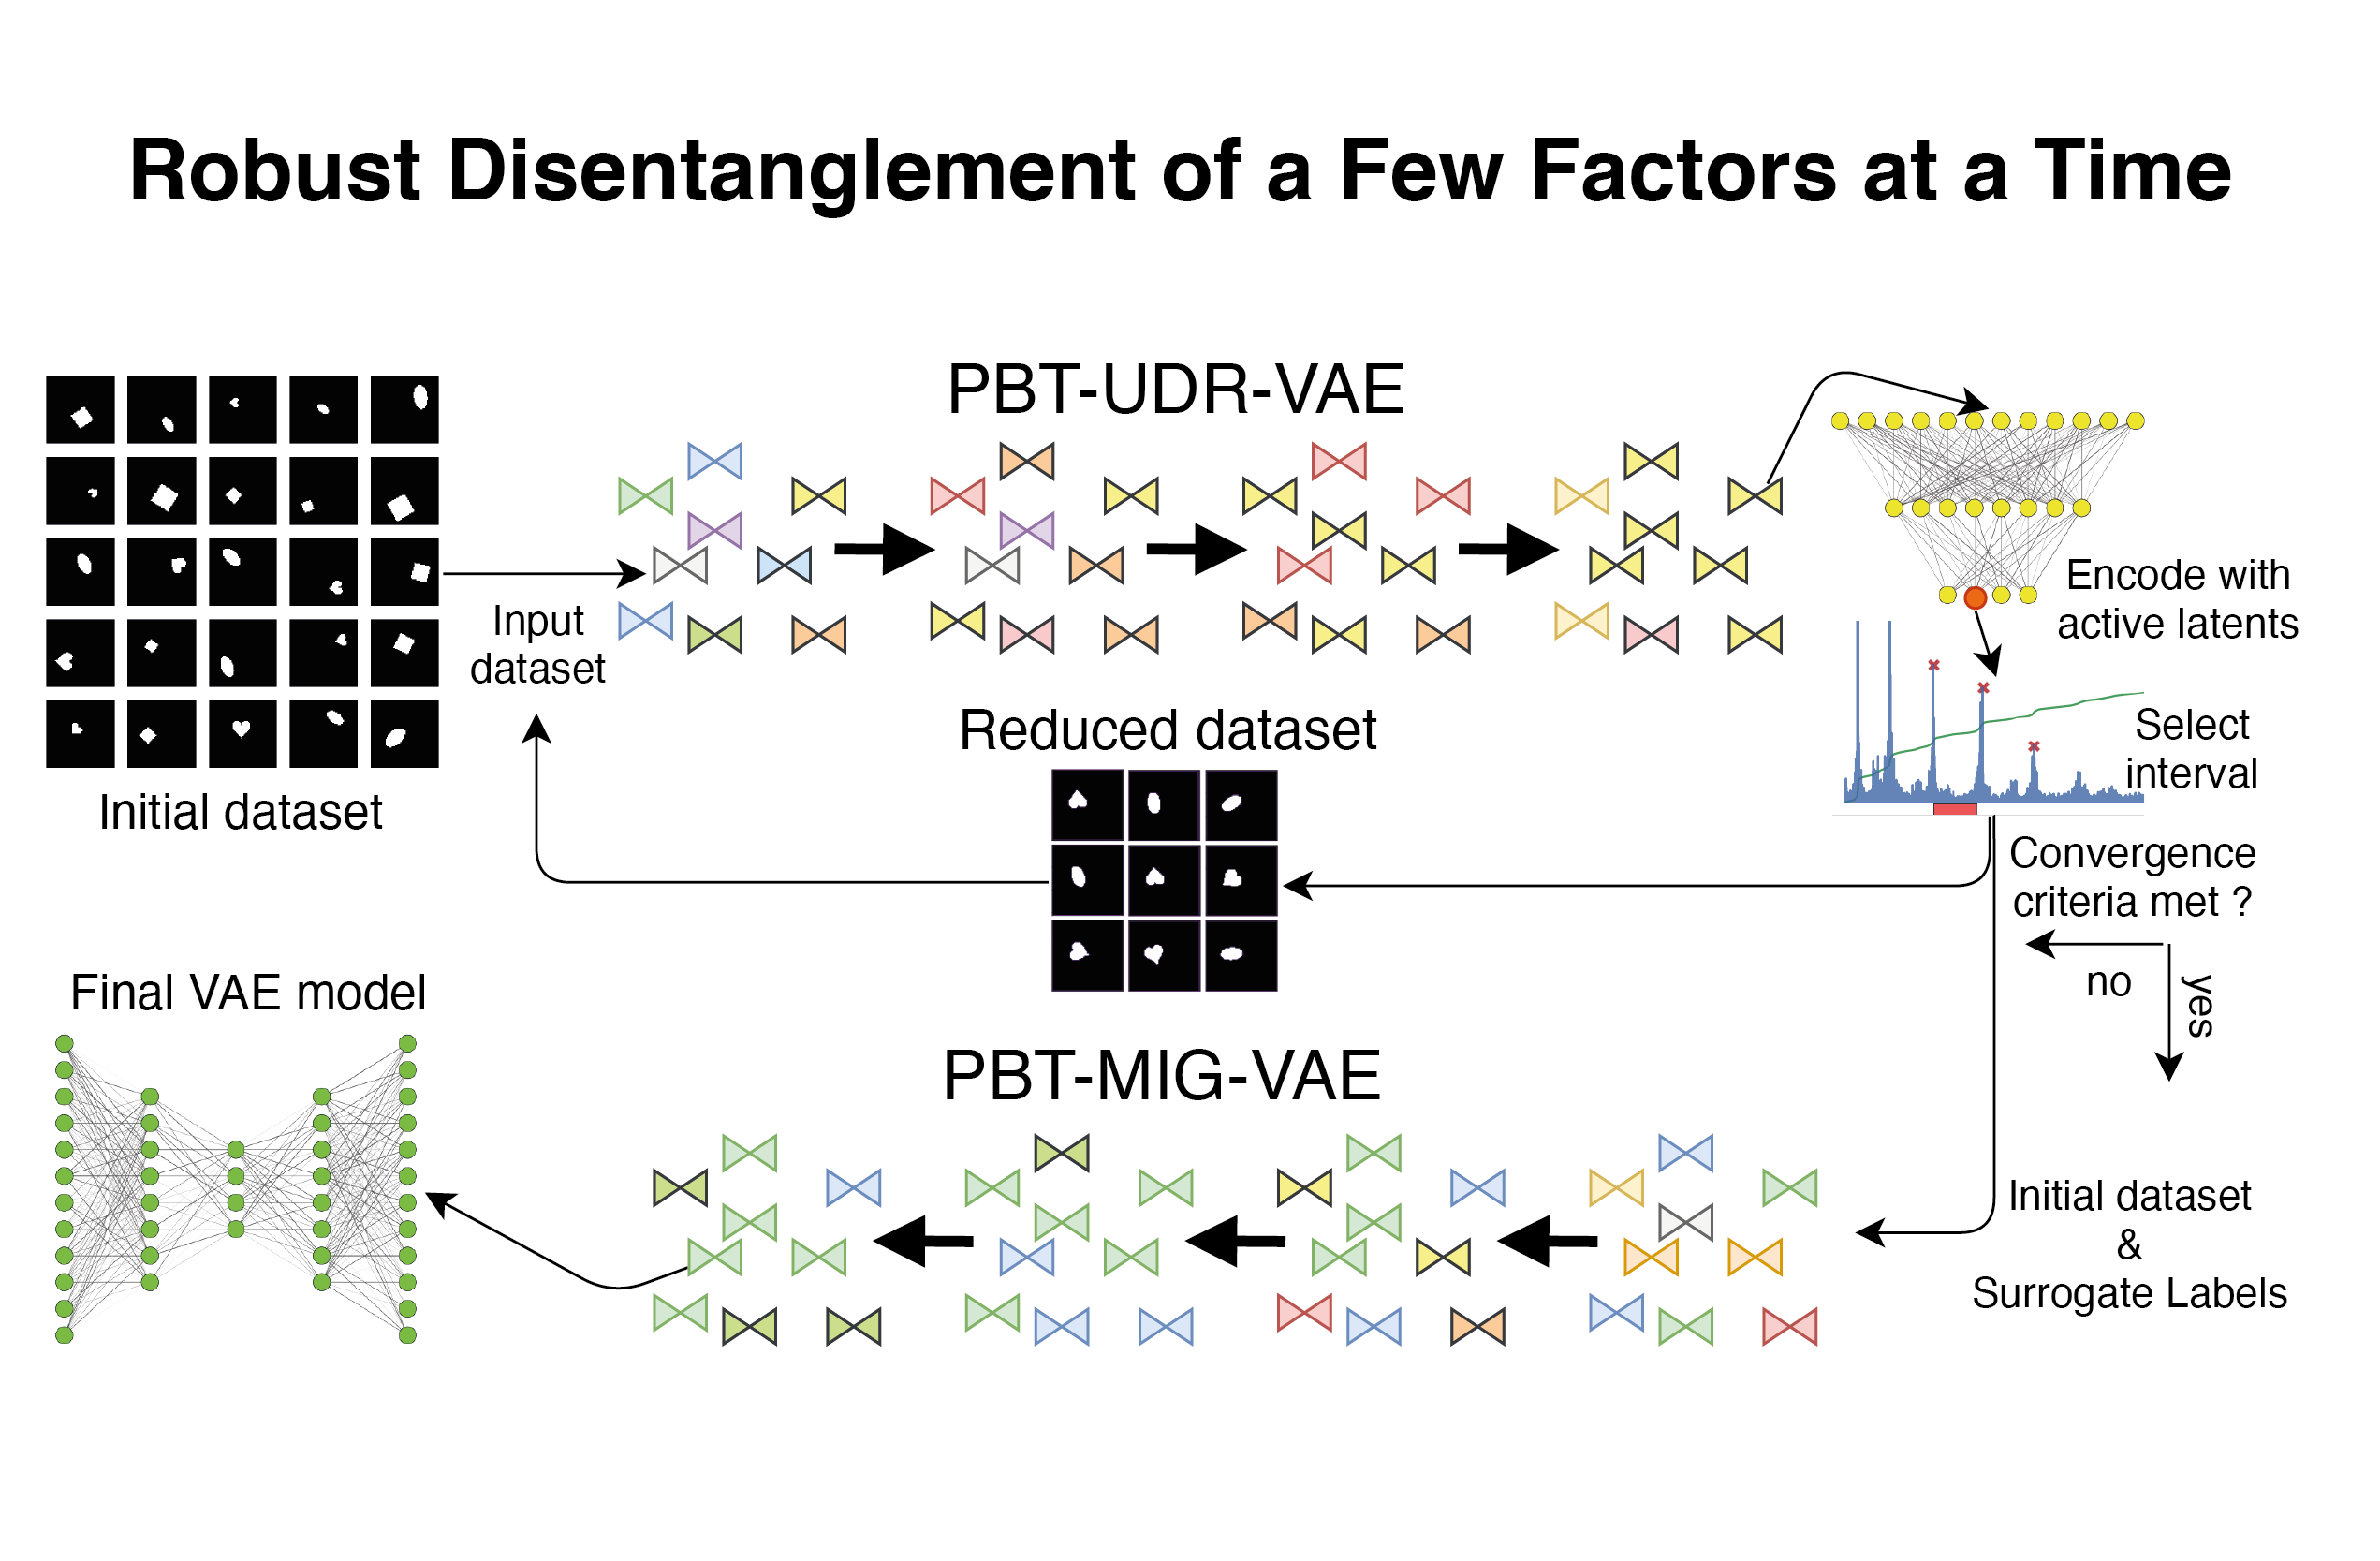 Robust Disentanglement of a Few Factors at a Time
PBT-UDR-VAE
Input
dataset
Encode with
active latents
Select
interval
Initial dataset
Reduced dataset
Convergence
criteria met ?
no
yes
Final VAE model
PBT-MIG-VAE
Initial dataset
&
Surrogate Labels